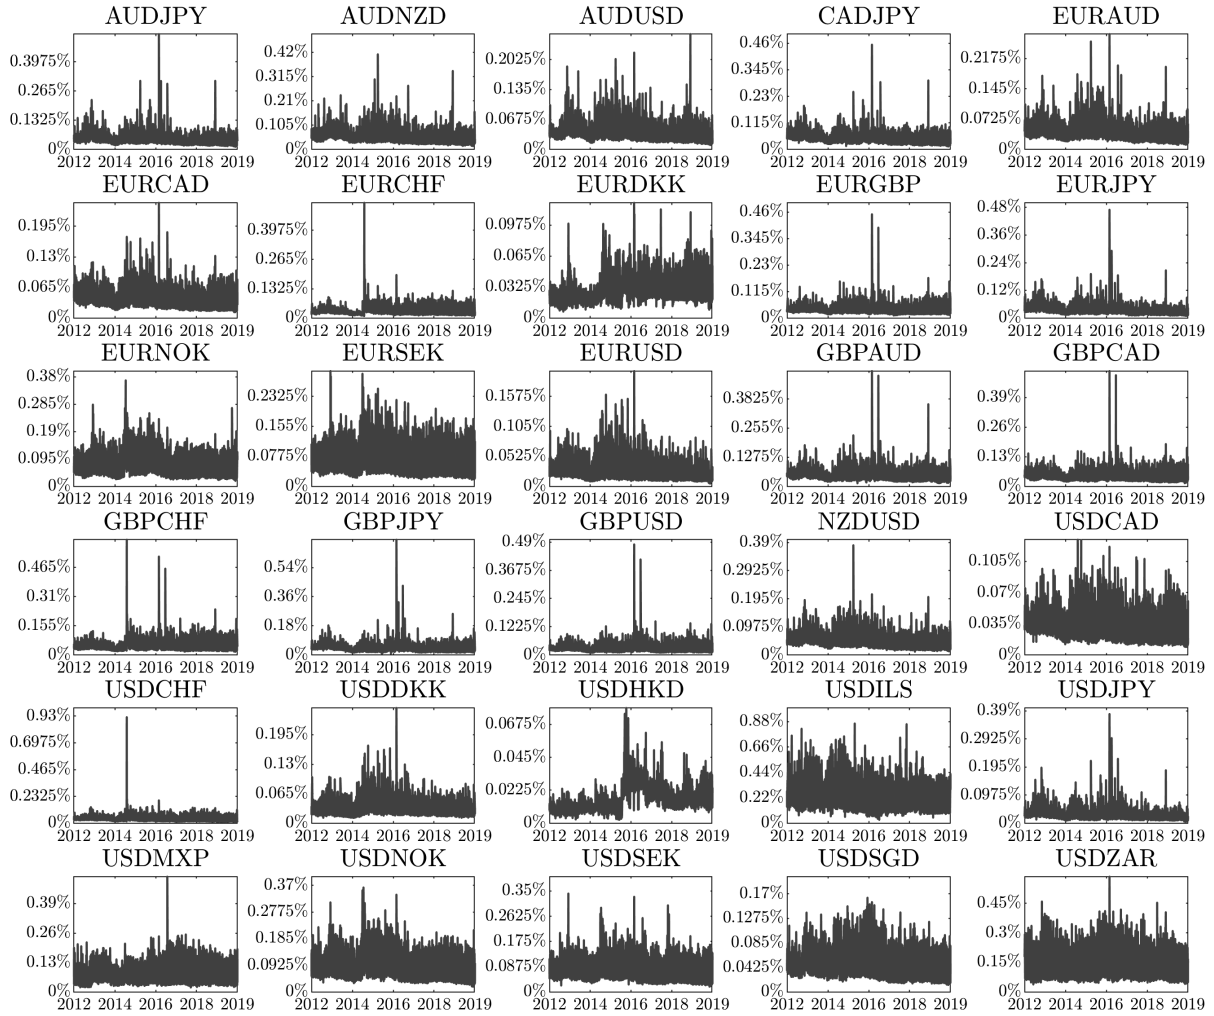 AUDJPY AUDNZD AUDUSD CADJPY EURAUD
0.3975% 0.42% 0.2025% 0.46% 0.2175%
0.265% 0.315% 0.135% 0.345% 0.145%
0.1325% 0.21% 0.0675% 0.23% 0.0725%
0% 0.105% 0% 0.115% 0%
0% 0%
2012 2014 2016 2018 2019 2012 2014 2016 2018 2019 2012 2014 2016 2018 2019 2012 2014 2016 2018 2019 2012 2014 2016 2018 2019
EURCAD EURCHF EURDKK EURGBP EURJPY
0.195% 0.3975% 0.0975% 0.46% 0.48%
0.13% 0.265% 0.065% 0.345% 0.36%
0.065% 0.1325% 0.0325% 0.23% 0.24%
0% 0% 0% 0.115% 0.12%
0% 0%
2012 2014 2016 2018 2019 2012 2014 2016 2018 2019 2012 2014 2016 2018 2019 2012 2014 2016 2018 2019 2012 2014 2016 2018 2019
EURNOK EURSEK EURUSD GBPAUD GBPCAD
0.38% 0.2325% 0.1575% 0.3825% 0.39%
0.285% 0.155% 0.105% 0.255% 0.26%
0.19% 0.0775% 0.0525% 0.1275% 0.13%
0.095% 0% 0% 0% 0%
0%
2012 2014 2016 2018 2019 2012 2014 2016 2018 2019 2012 2014 2016 2018 2019 2012 2014 2016 2018 2019 2012 2014 2016 2018 2019
GBPCHF GBPJPY GBPUSD NZDUSD USDCAD
0.465% 0.54% 0.49% 0.39% 0.105%
0.31% 0.36% 0.3675% 0.2925% 0.07%
0.155% 0.18% 0.245% 0.195% 0.035%
0% 0% 0.1225% 0.0975% 0%
0% 0%
2012 2014 2016 2018 2019 2012 2014 2016 2018 2019 2012 2014 2016 2018 2019 2012 2014 2016 2018 2019 2012 2014 2016 2018 2019
USDCHF USDDKK USDHKD USDILS USDJPY
0.93% 0.195% 0.0675% 0.88% 0.39%
0.6975% 0.13% 0.045% 0.66% 0.2925%
0.465% 0.065% 0.0225% 0.44% 0.195%
0.2325% 0% 0% 0.22% 0.0975%
0% 0% 0%
2012 2014 2016 2018 2019 2012 2014 2016 2018 2019 2012 2014 2016 2018 2019 2012 2014 2016 2018 2019 2012 2014 2016 2018 2019
USDMXP USDNOK USDSEK USDSGD USDZAR
0.39% 0.37% 0.35% 0.17% 0.45%
0.26% 0.2775% 0.2625% 0.1275% 0.3%
0.13% 0.185% 0.175% 0.085% 0.15%
0% 0.0925% 0.0875% 0.0425% 0%
0% 0% 0%
2012 2014 2016 2018 2019 2012 2014 2016 2018 2019 2012 2014 2016 2018 2019 2012 2014 2016 2018 2019 2012 2014 2016 2018 2019